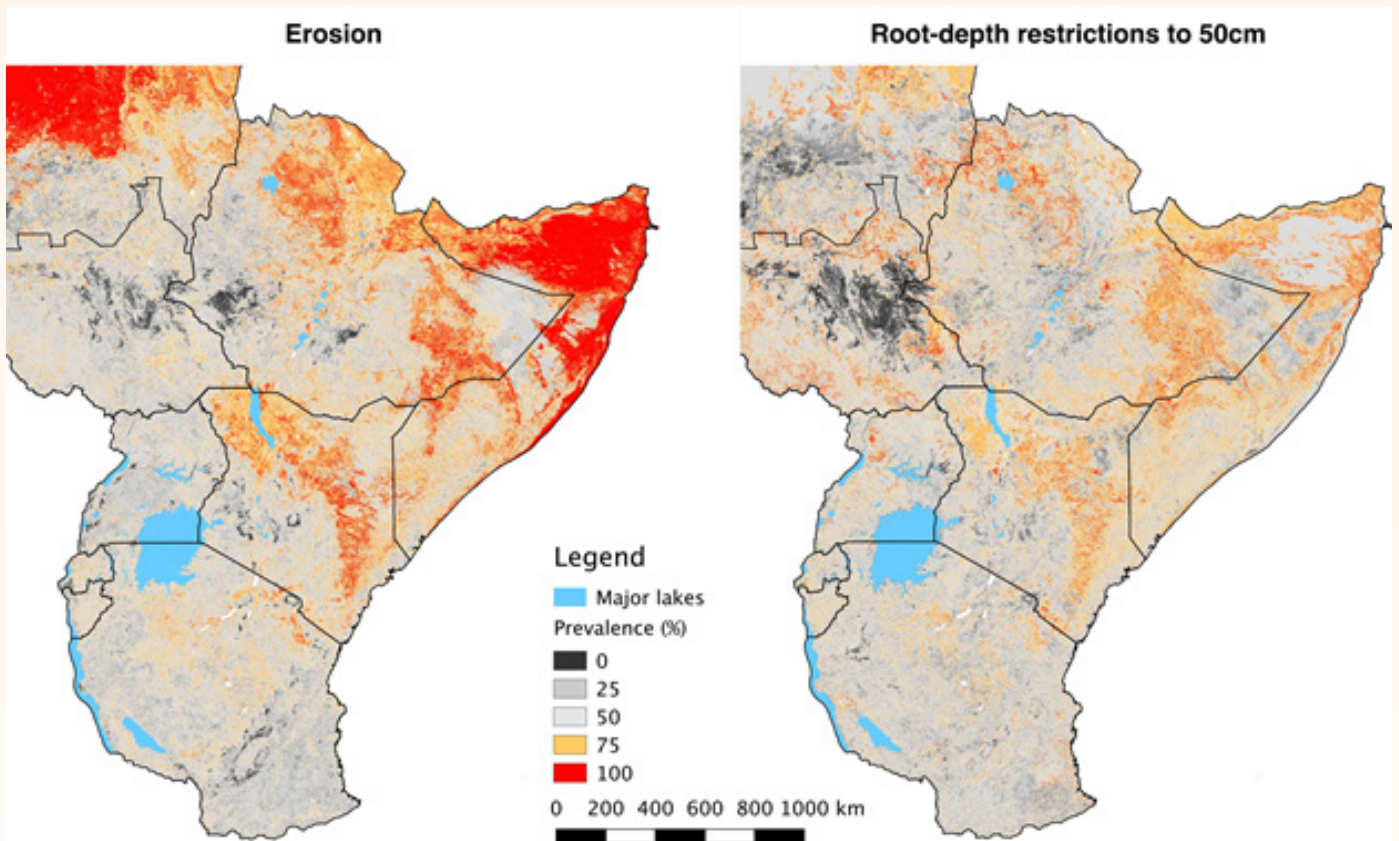 Erosion
Root-depth restrictions to 50cm
Legend
Major lakes
Prevalence (%)
0
25
50
75
100
0 200 400 600 800 1000 km